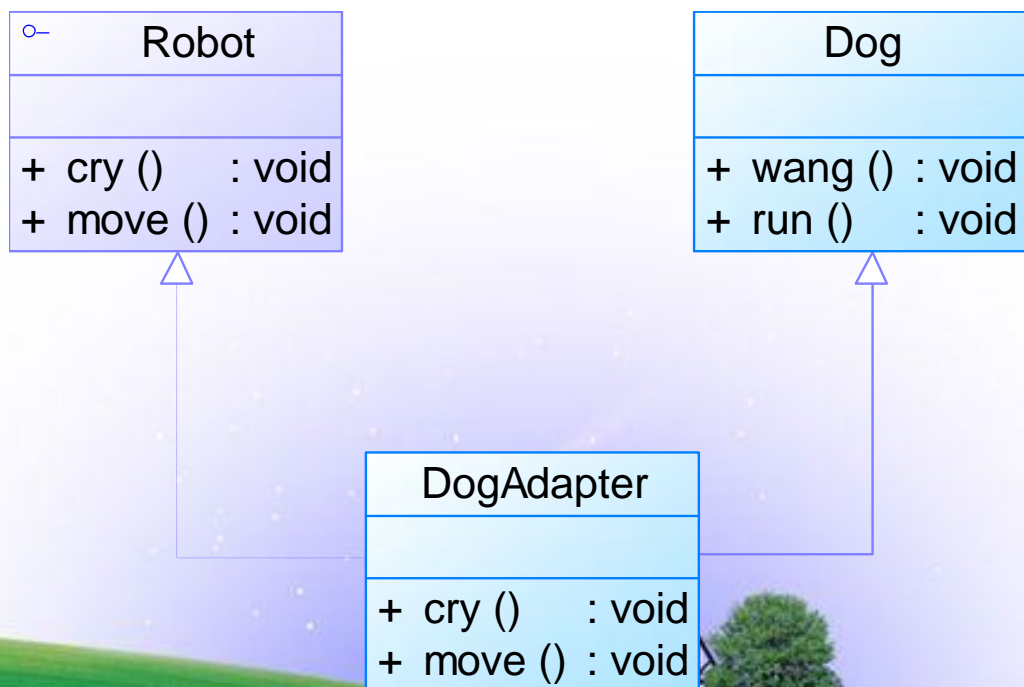 Robot
+ cry () : void
+ move () : void
Dog
+ wang () : void
+ run () : void
DogAdapter
+ cry () : void
+ move () : void